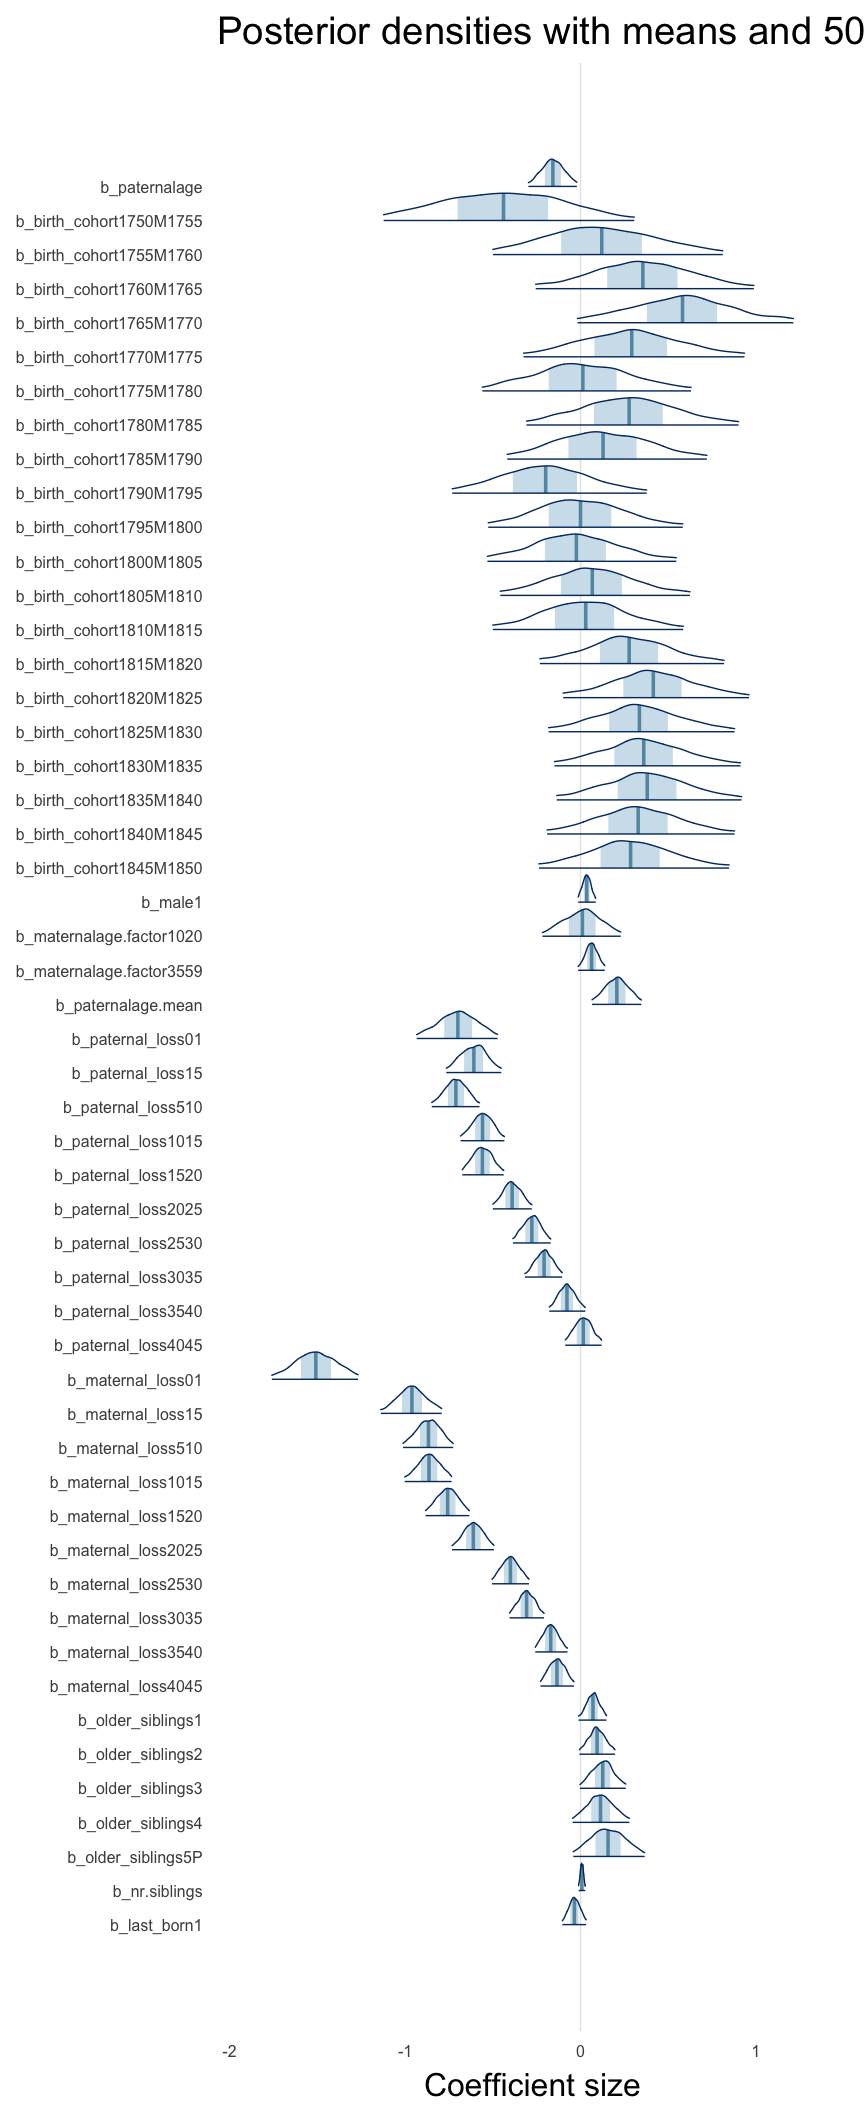 Posterior densities with means and 50
b_paternalage
b_birth_cohort1750M1755
b_birth_cohort1755M1760
b_birth_cohort1760M1765
b_birth_cohort1765M1770
b_birth_cohort1770M1775
b_birth_cohort1775M1780
b_birth_cohort1780M1785
b_birth_cohort1785M1790
b_birth_cohort1790M1795
b_birth_cohort1795M1800
b_birth_cohort1800M1805
b_birth_cohort1805M1810
b_birth_cohort1810M1815
b_birth_cohort1815M1820
b_birth_cohort1820M1825
b_birth_cohort1825M1830
b_birth_cohort1830M1835
b_birth_cohort1835M1840
b_birth_cohort1840M1845
b_birth_cohort1845M1850
b_male1
b_maternalage.factor1020
b_maternalage.factor3559
b_paternalage.mean
b_paternal_loss01
b_paternal_loss15
b_paternal_loss510
b_paternal_loss1015
b_paternal_loss1520
b_paternal_loss2025
b_paternal_loss2530
b_paternal_loss3035
b_paternal_loss3540
b_paternal_loss4045
b_maternal_loss01
b_maternal_loss15
b_maternal_loss510
b_maternal_loss1015
b_maternal_loss1520
b_maternal_loss2025
b_maternal_loss2530
b_maternal_loss3035
b_maternal_loss3540
b_maternal_loss4045
b_older_siblings1
b_older_siblings2
b_older_siblings3
b_older_siblings4
b_older_siblings5P
b_nr.siblings
b_last_born1
-2 -1 0 1
Coefficient size